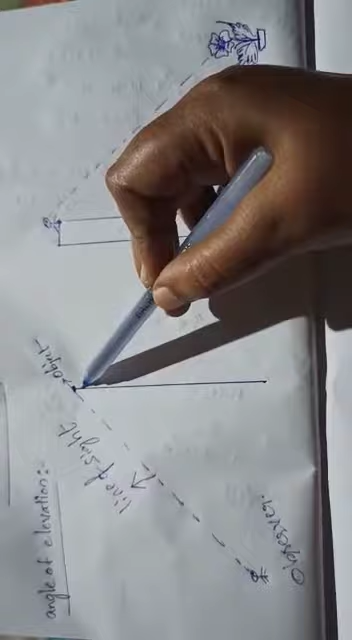 angle of elevation:-
object
line of sight
Observer.